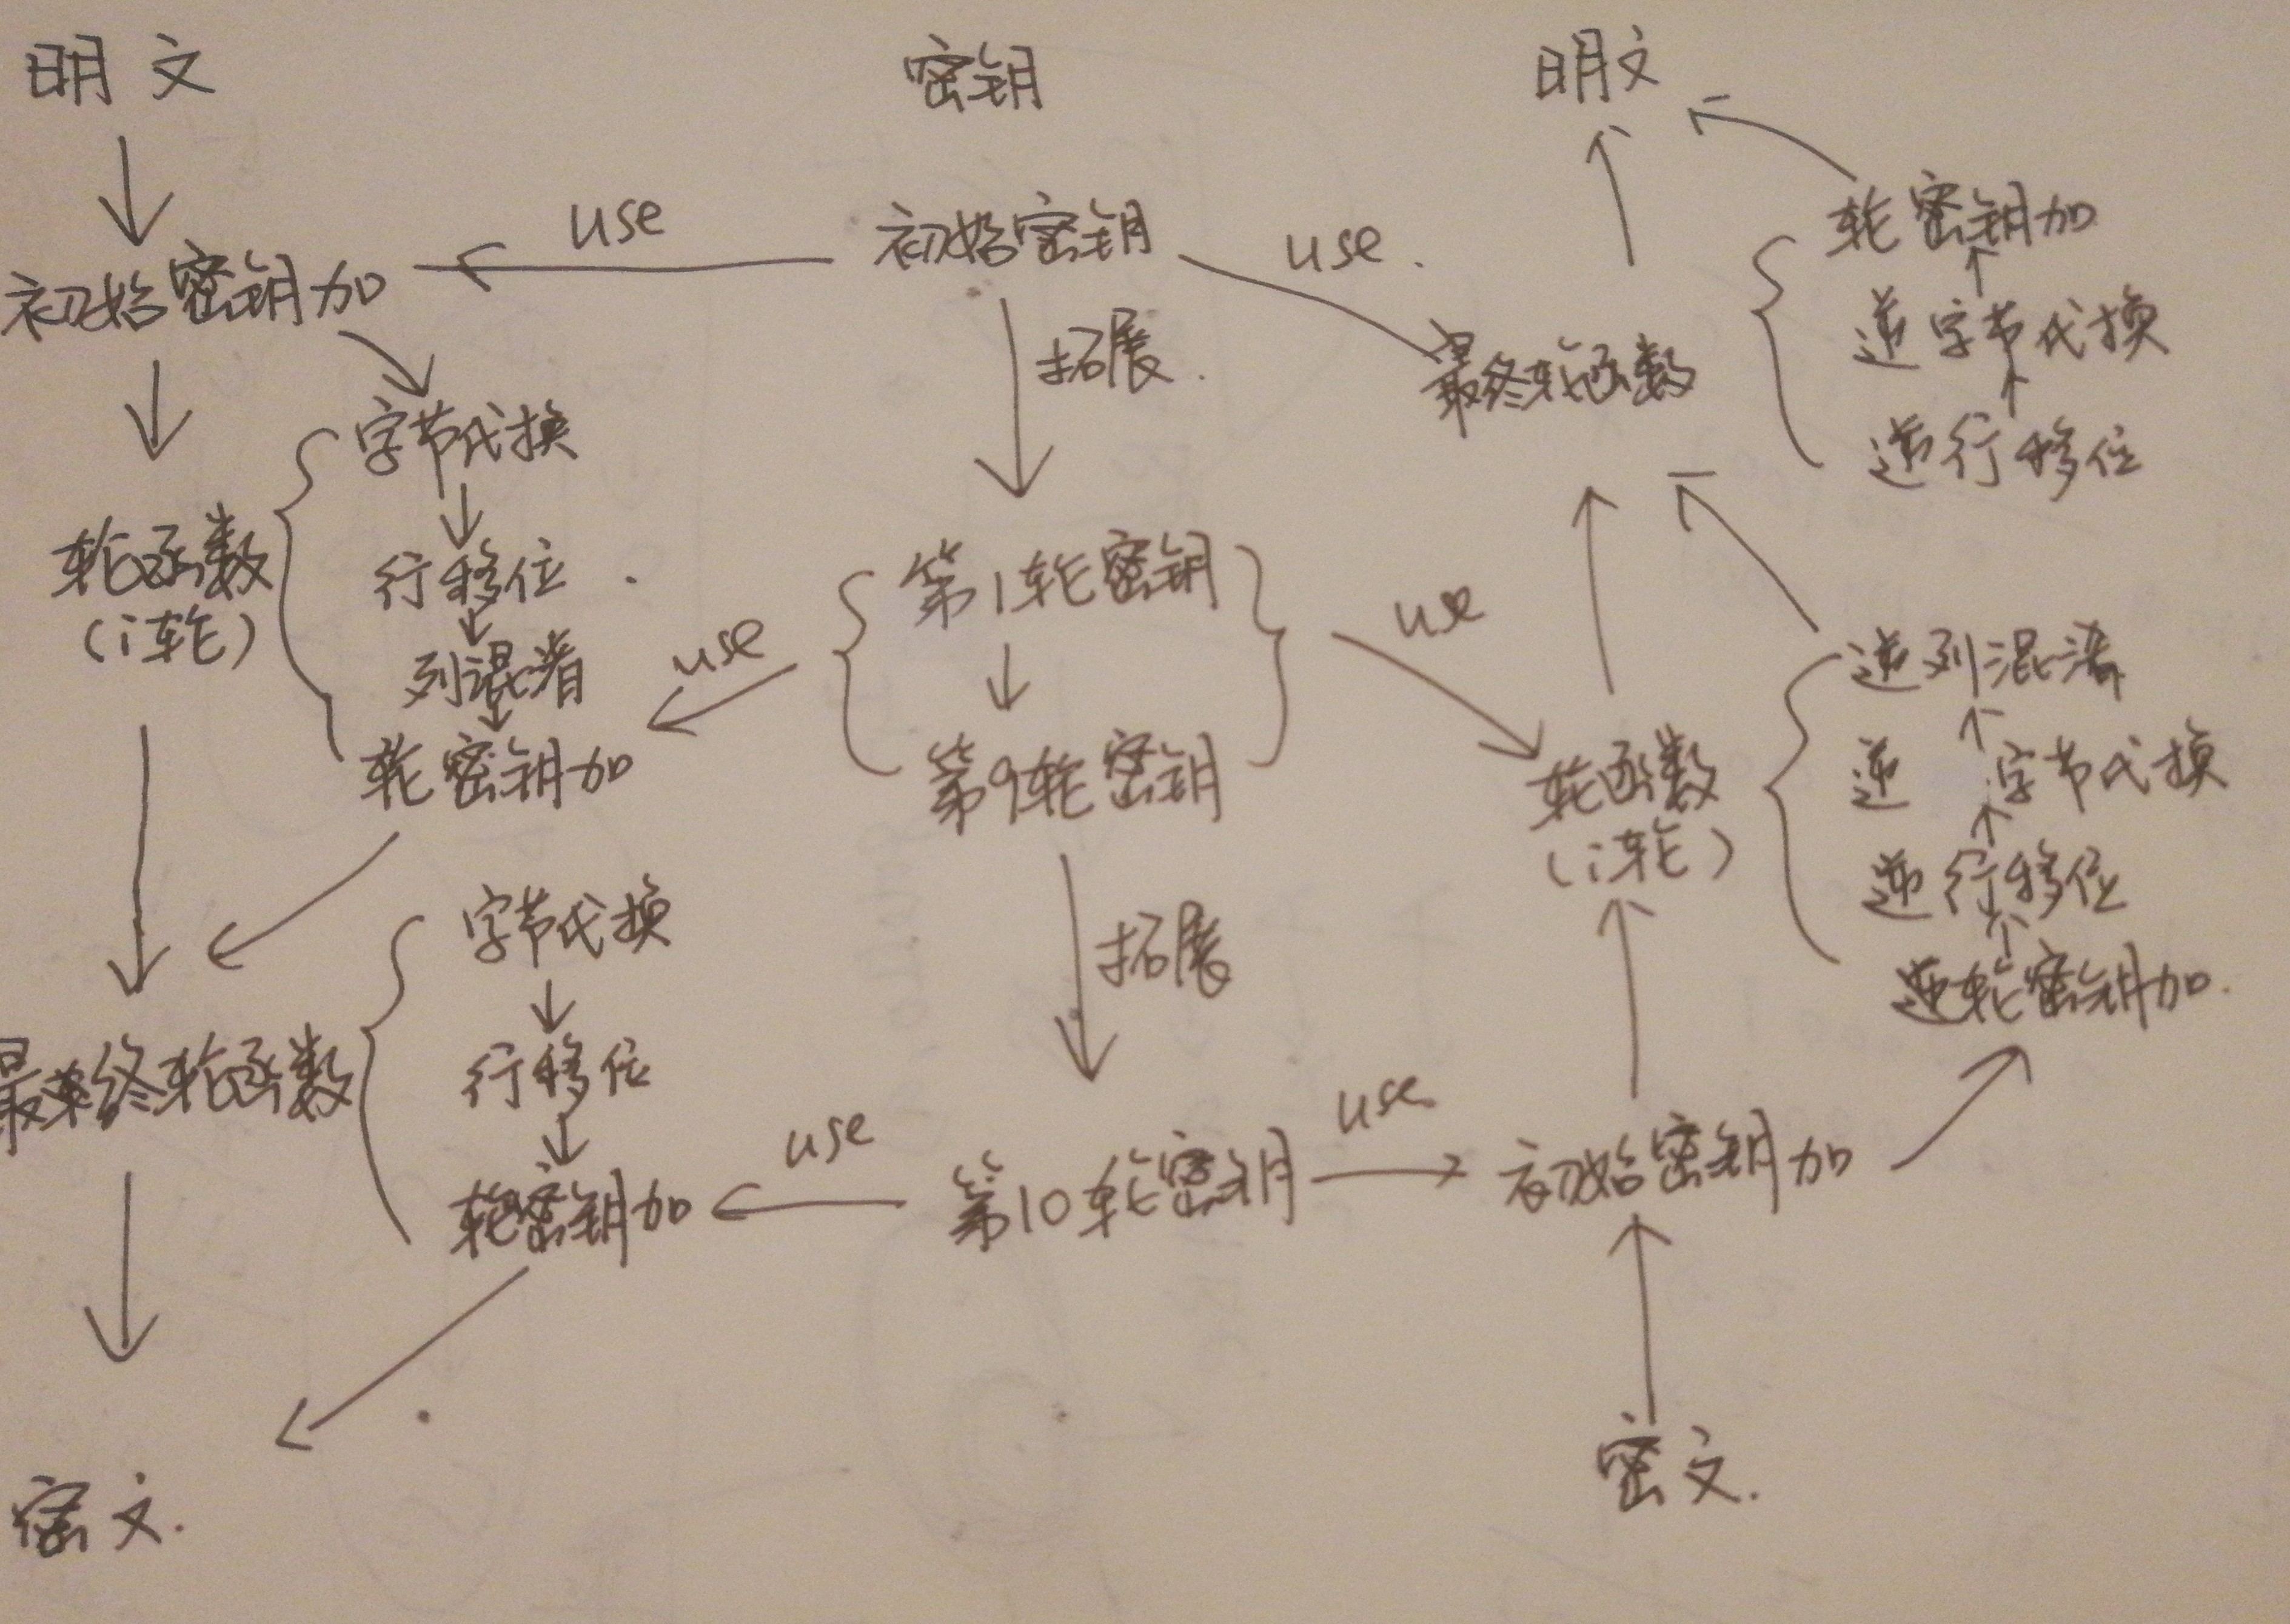 明文
密钥
明文
use
初始密钥
use.
轮密钥加
初始密钥加
拓展.
逆字节代换
最终轮函数
逆行移位
字节代换
轮函数
(i轮)
行移位
列混淆
轮密钥加
use
第1轮密钥
第9轮密钥
use
逆列混淆
轮函数
(i轮)
逆 字节代换
逆行移位
逆轮密钥加.
字节代换
拓展
最终轮函数
行移位
轮密钥加
use
第10轮密钥
use
初始密钥加
密文.
密文.